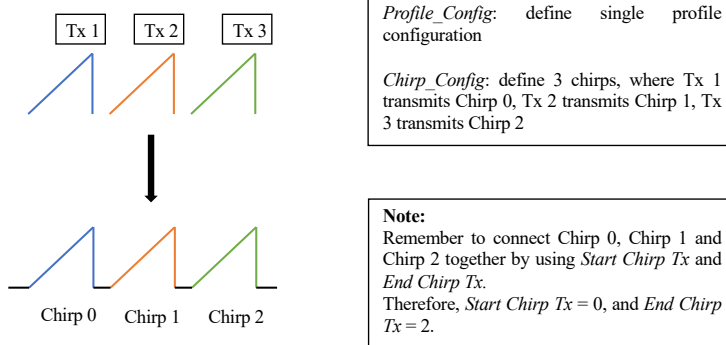 Tx 1
Tx 2
Tx 3
Chirp 0
Chirp 1
Chirp 2
Profile_Config: define single profile
configuration
Chirp_Config: define 3 chirps, where Tx 1
transmits Chirp 0, Tx 2 transmits Chirp 1, Tx
3 transmits Chirp 2
Note:
Remember to connect Chirp 0, Chirp 1 and
Chirp 2 together by using Start Chirp Tx and
End Chirp Tx.
Therefore, Start Chirp Tx = 0, and End Chirp
Tx = 2.